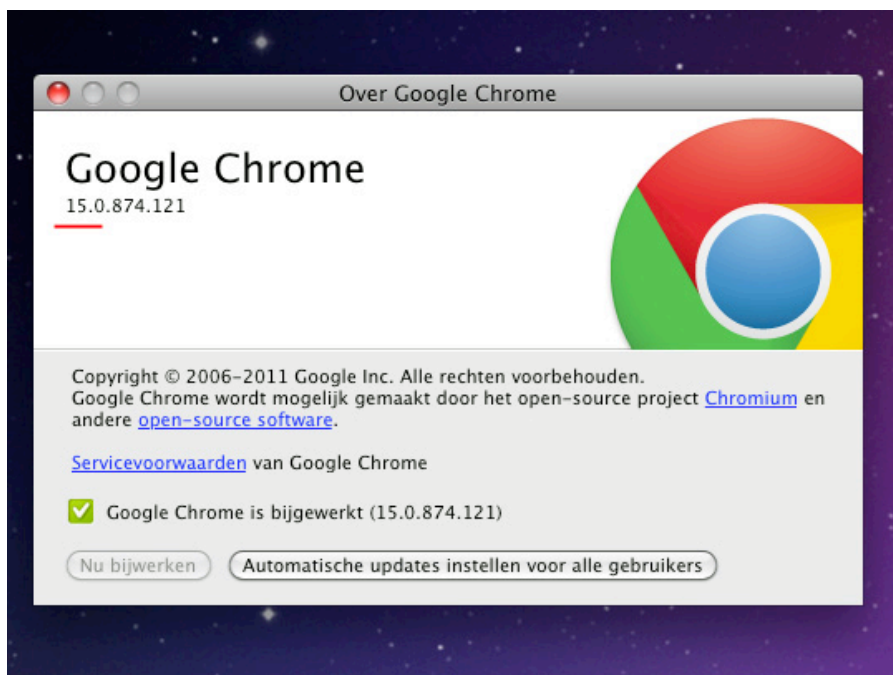 Over Google Chrome
Google Chrome
15.0.874.121
Copyright © 2006–2011 Google Inc. Alle rechten voorbehouden.
Google Chrome wordt mogelijk gemaakt door het open-source project Chromium en
andere open-source software.
Servicevoorwaarden van Google Chrome
Google Chrome is bijgewerkt (15.0.874.121)
Nu bijwerken Automatische updates instellen voor alle gebruikers